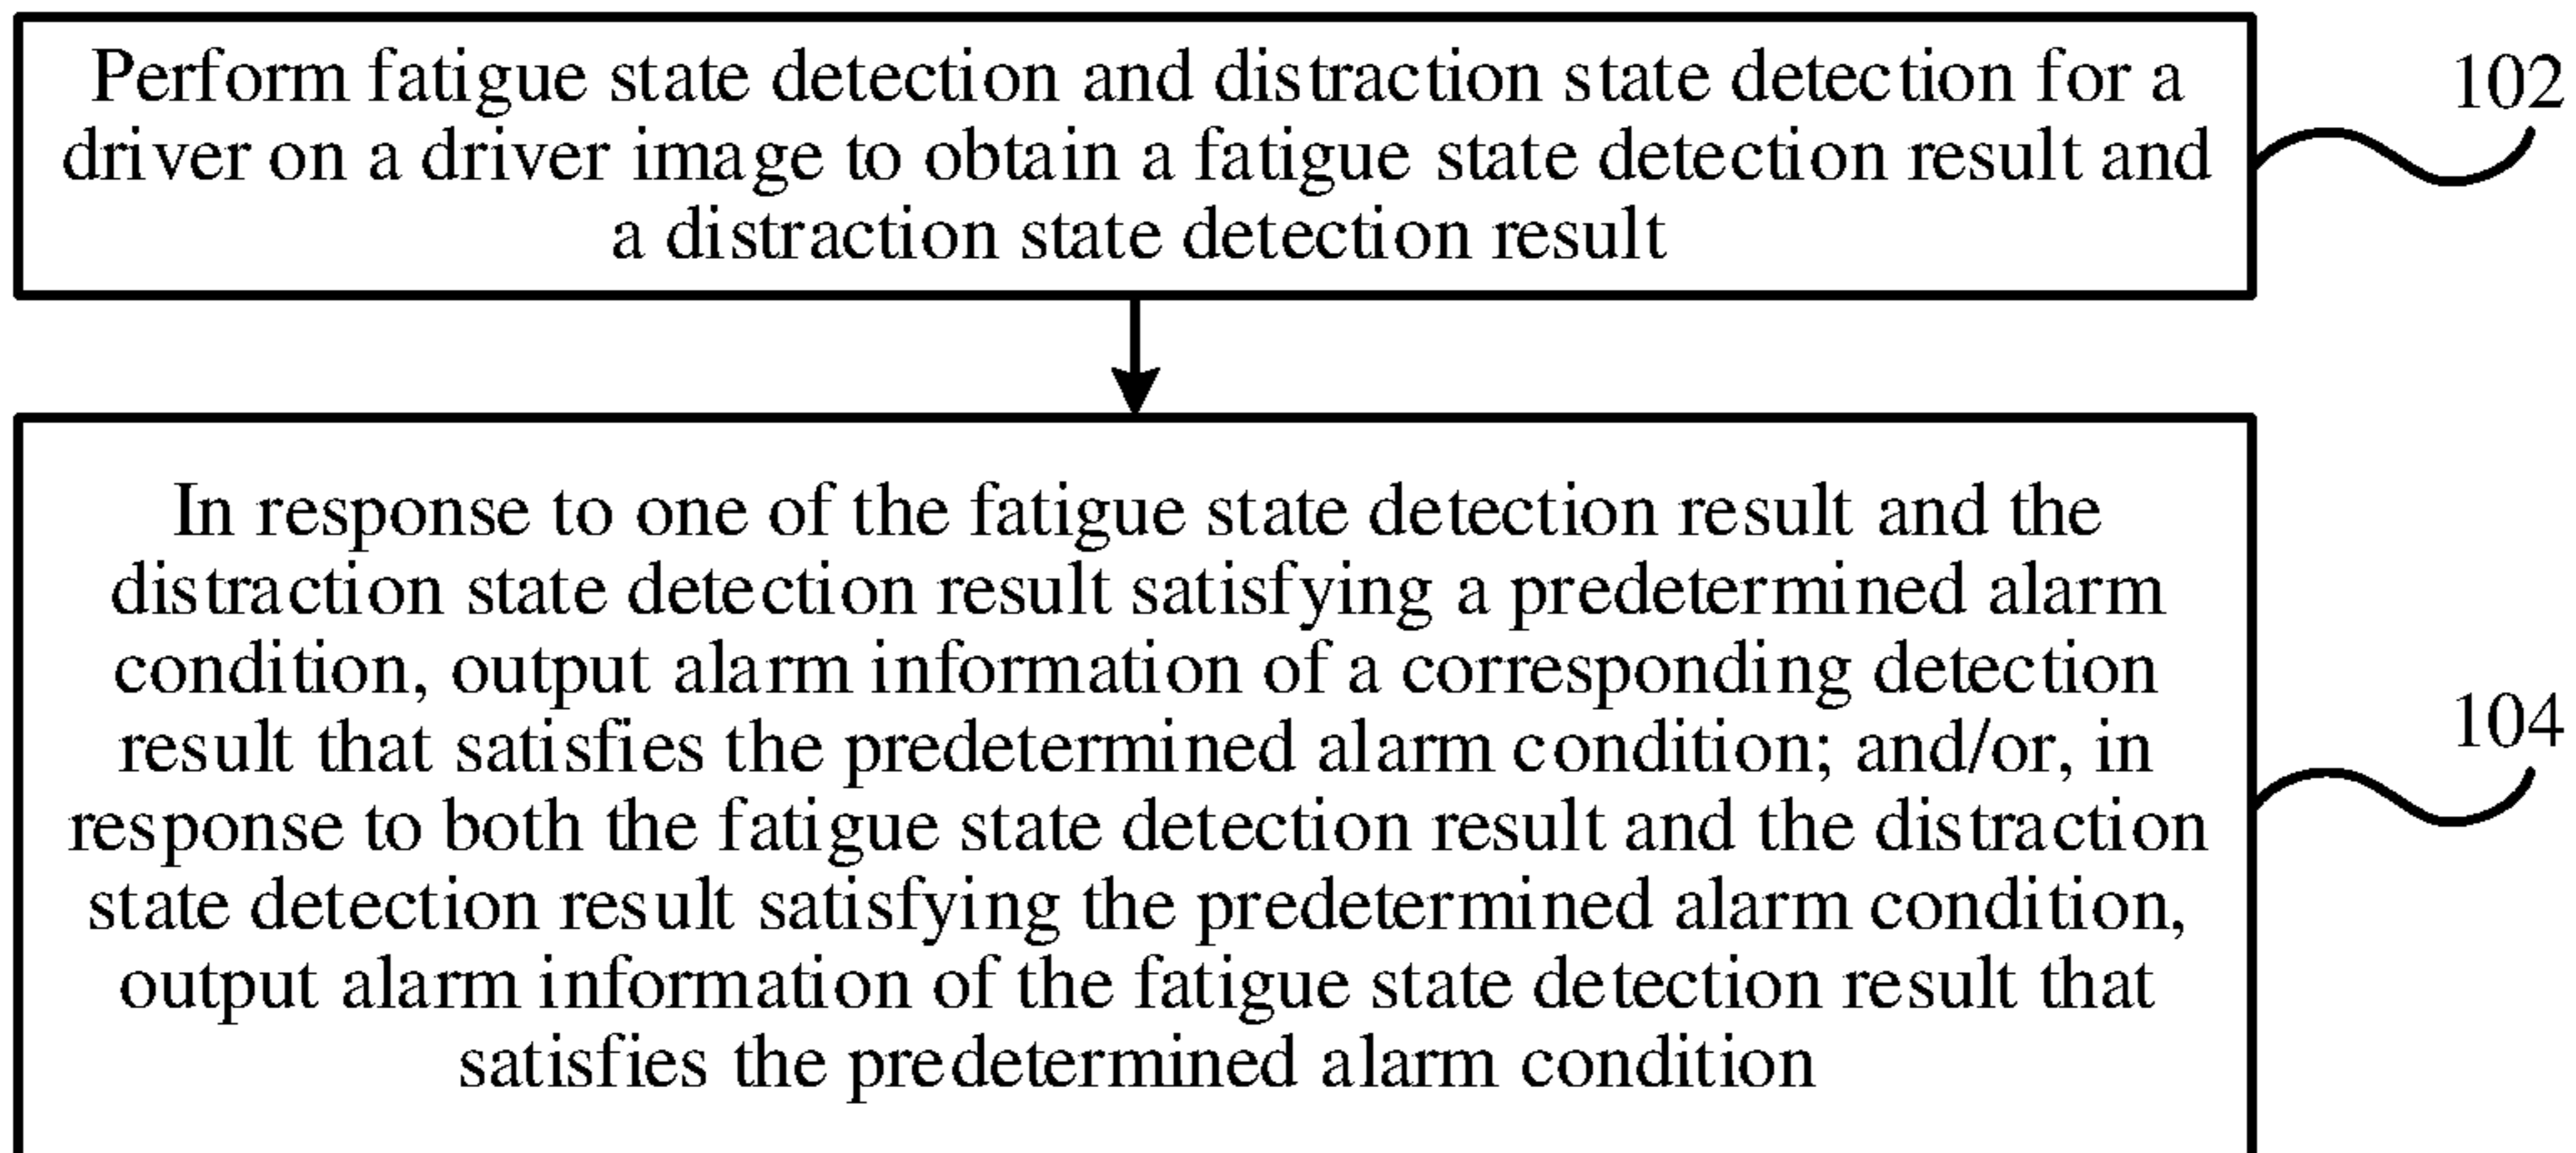 Perform fatigue state detection and distraction state detection for a
driver on a driver image to obtain a fatigue state detection result and
a distraction state detection result
102
In response to one of the fatigue state detection result and the
distraction state detection result satisfying a predetermined alarm
condition, output alarm information of a corresponding detection
result that satisfies the predetermined alarm condition; and/or, in
response to both the fatigue state detection result and the distraction
state detection result satisfying the predetermined alarm condition,
output alarm information of the fatigue state detection result that
satisfies the predetermined alarm condition
104